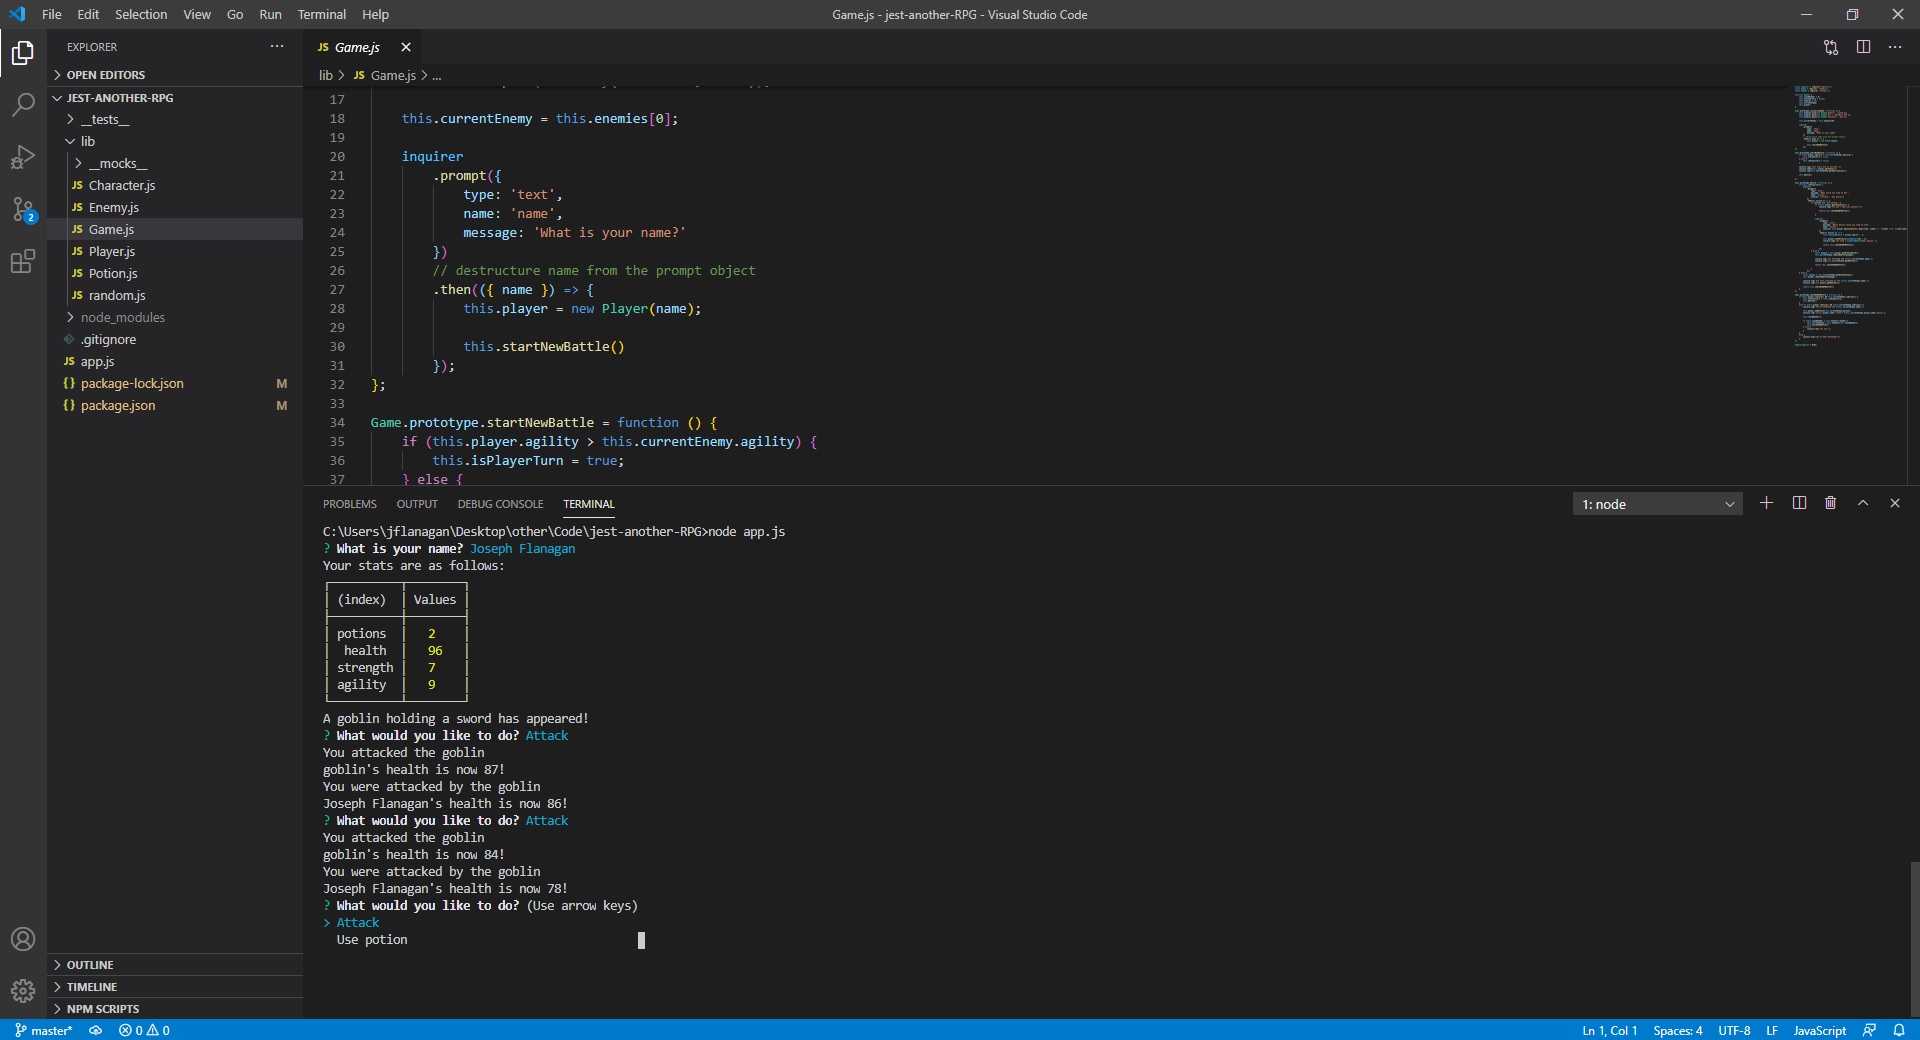 File Edit Selection View Go Run Terminal Help
Game.js - jest-another-RPG - Visual Studio Code
EXPLORER
OPEN EDITORS
JEST-ANOTHER-RPG
__tests__
lib
__mocks__
JS Character.js
JS Enemy.js
JS Game.js
JS Player.js
JS Potion.js
JS random.js
node_modules
.gitignore
JS app.js
{} package-lock.json M
{} package.json M
2
OUTLINE
TIMELINE
NPM SCRIPTS
JS Game.js
lib > JS Game.js > ...
17
18 this.currentEnemy = this.enemies[0];
19
20 inquirer
21 .prompt({
22 type: 'text',
23 name: 'name',
24 message: 'What is your name?'
25 })
26 // destructure name from the prompt object
27 .then(({ name }) => {
28 this.player = new Player(name);
29
30 this.startNewBattle()
31 });
32 };
33
34 Game.prototype.startNewBattle = function () {
35 if (this.player.agility > this.currentEnemy.agility) {
36 this.isPlayerTurn = true;
37 } else {
PROBLEMS OUTPUT DEBUG CONSOLE TERMINAL
1: node
C:\Users\jflanagan\Desktop\other\Code\jest-another-RPG>node app.js
? What is your name? Joseph Flanagan
Your stats are as follows:
(index) Values
potions 2
health 96
strength 7
agility 9
A goblin holding a sword has appeared!
? What would you like to do? Attack
You attacked the goblin
goblin's health is now 87!
You were attacked by the goblin
Joseph Flanagan's health is now 86!
? What would you like to do? Attack
You attacked the goblin
goblin's health is now 84!
You were attacked by the goblin
Joseph Flanagan's health is now 78!
? What would you like to do? (Use arrow keys)
> Attack
Use potion
master* 0 0
Ln 1, Col 1 Spaces: 4 UTF-8 LF JavaScript